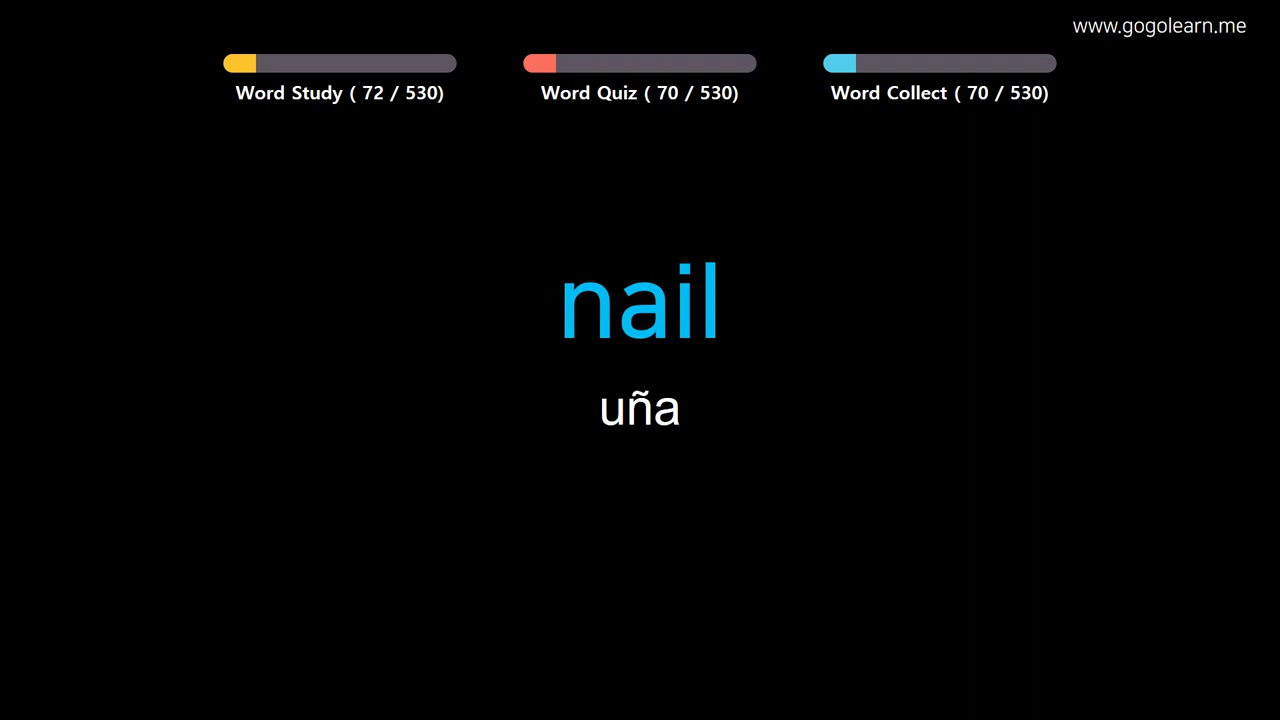 www.gogolearn.me
Word Study ( 72 / 530)
Word Quiz ( 70 / 530)
Word Collect ( 70 / 530)
nail
uña